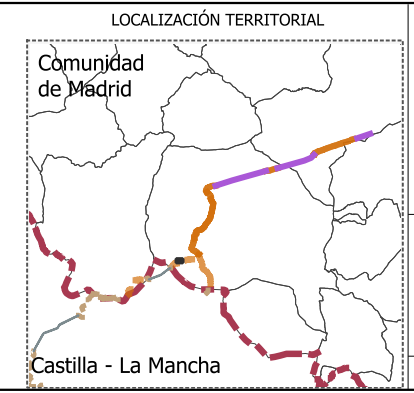 LOCALIZACIÓN TERRITORIAL
Comunidad
de Madrid
Castilla - La Mancha